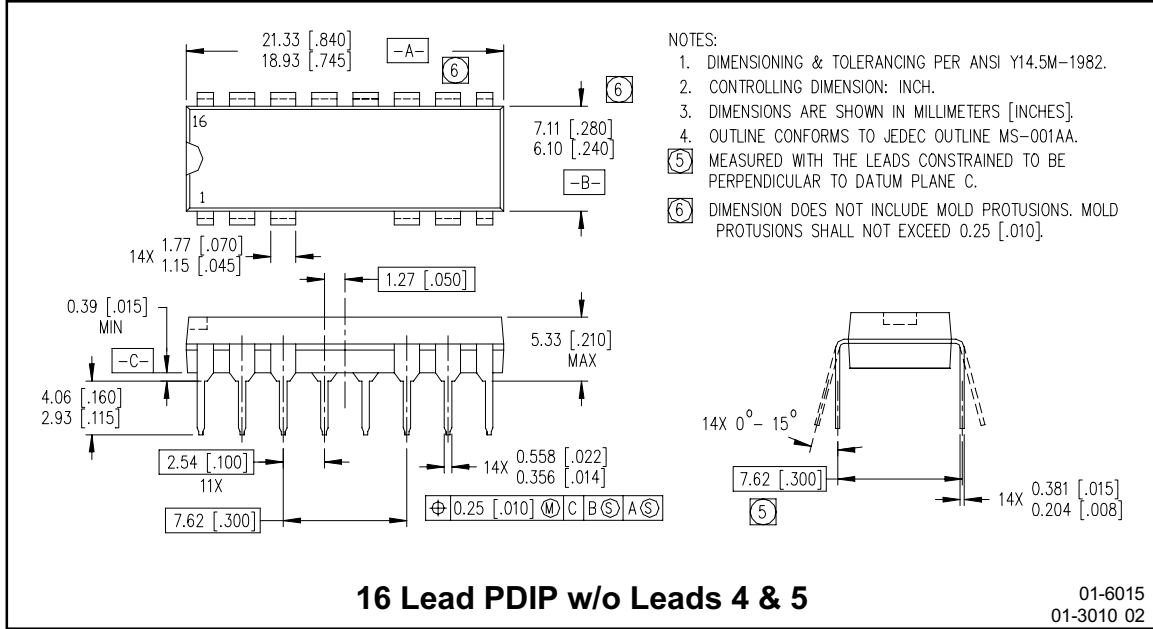 21.33 [.840]
18.93 [.745]
-A-
6
6
16
1
7.11 [.280]
6.10 [.240]
-B-
14X 1.77 [.070]
1.15 [.045]
1.27 [.050]
0.39 [.015]
MIN
-C-
5.33 [.210]
MAX
4.06 [.160]
2.93 [.115]
2.54 [.100]
11X
14X 0.558 [.022]
0.356 [.014]
⌖ 0.25 [.010] Ⓜ C B Ⓢ A Ⓢ
7.62 [.300]
NOTES:
1. DIMENSIONING & TOLERANCING PER ANSI Y14.5M-1982.
2. CONTROLLING DIMENSION: INCH.
3. DIMENSIONS ARE SHOWN IN MILLIMETERS [INCHES].
4. OUTLINE CONFORMS TO JEDEC OUTLINE MS-001AA.
5 MEASURED WITH THE LEADS CONSTRAINED TO BE
PERPENDICULAR TO DATUM PLANE C.
6 DIMENSION DOES NOT INCLUDE MOLD PROTUSIONS. MOLD
PROTUSIONS SHALL NOT EXCEED 0.25 [.010].
14X 0° - 15°
7.62 [.300]
5
14X 0.381 [.015]
0.204 [.008]
16 Lead PDIP w/o Leads 4 & 5
01-6015
01-3010 02